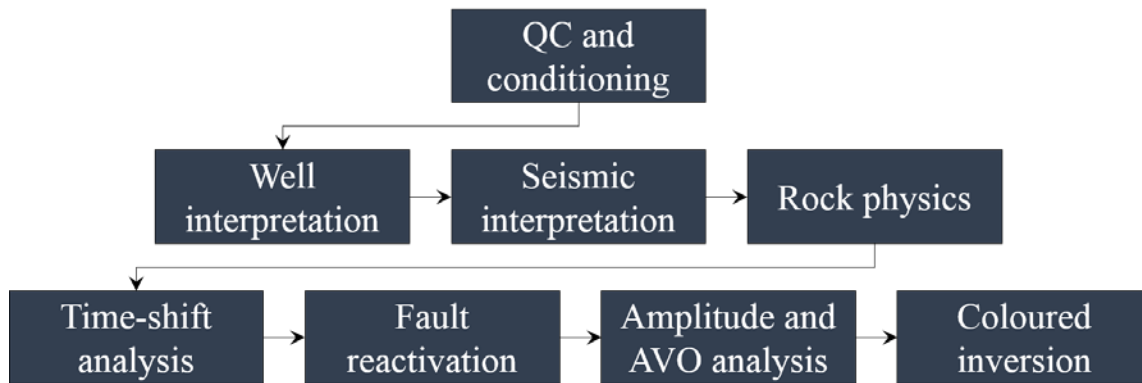 QC and
conditioning
Well
interpretation
Seismic
interpretation
Rock physics
Time-shift
analysis
Fault
reactivation
Amplitude and
AVO analysis
Coloured
inversion